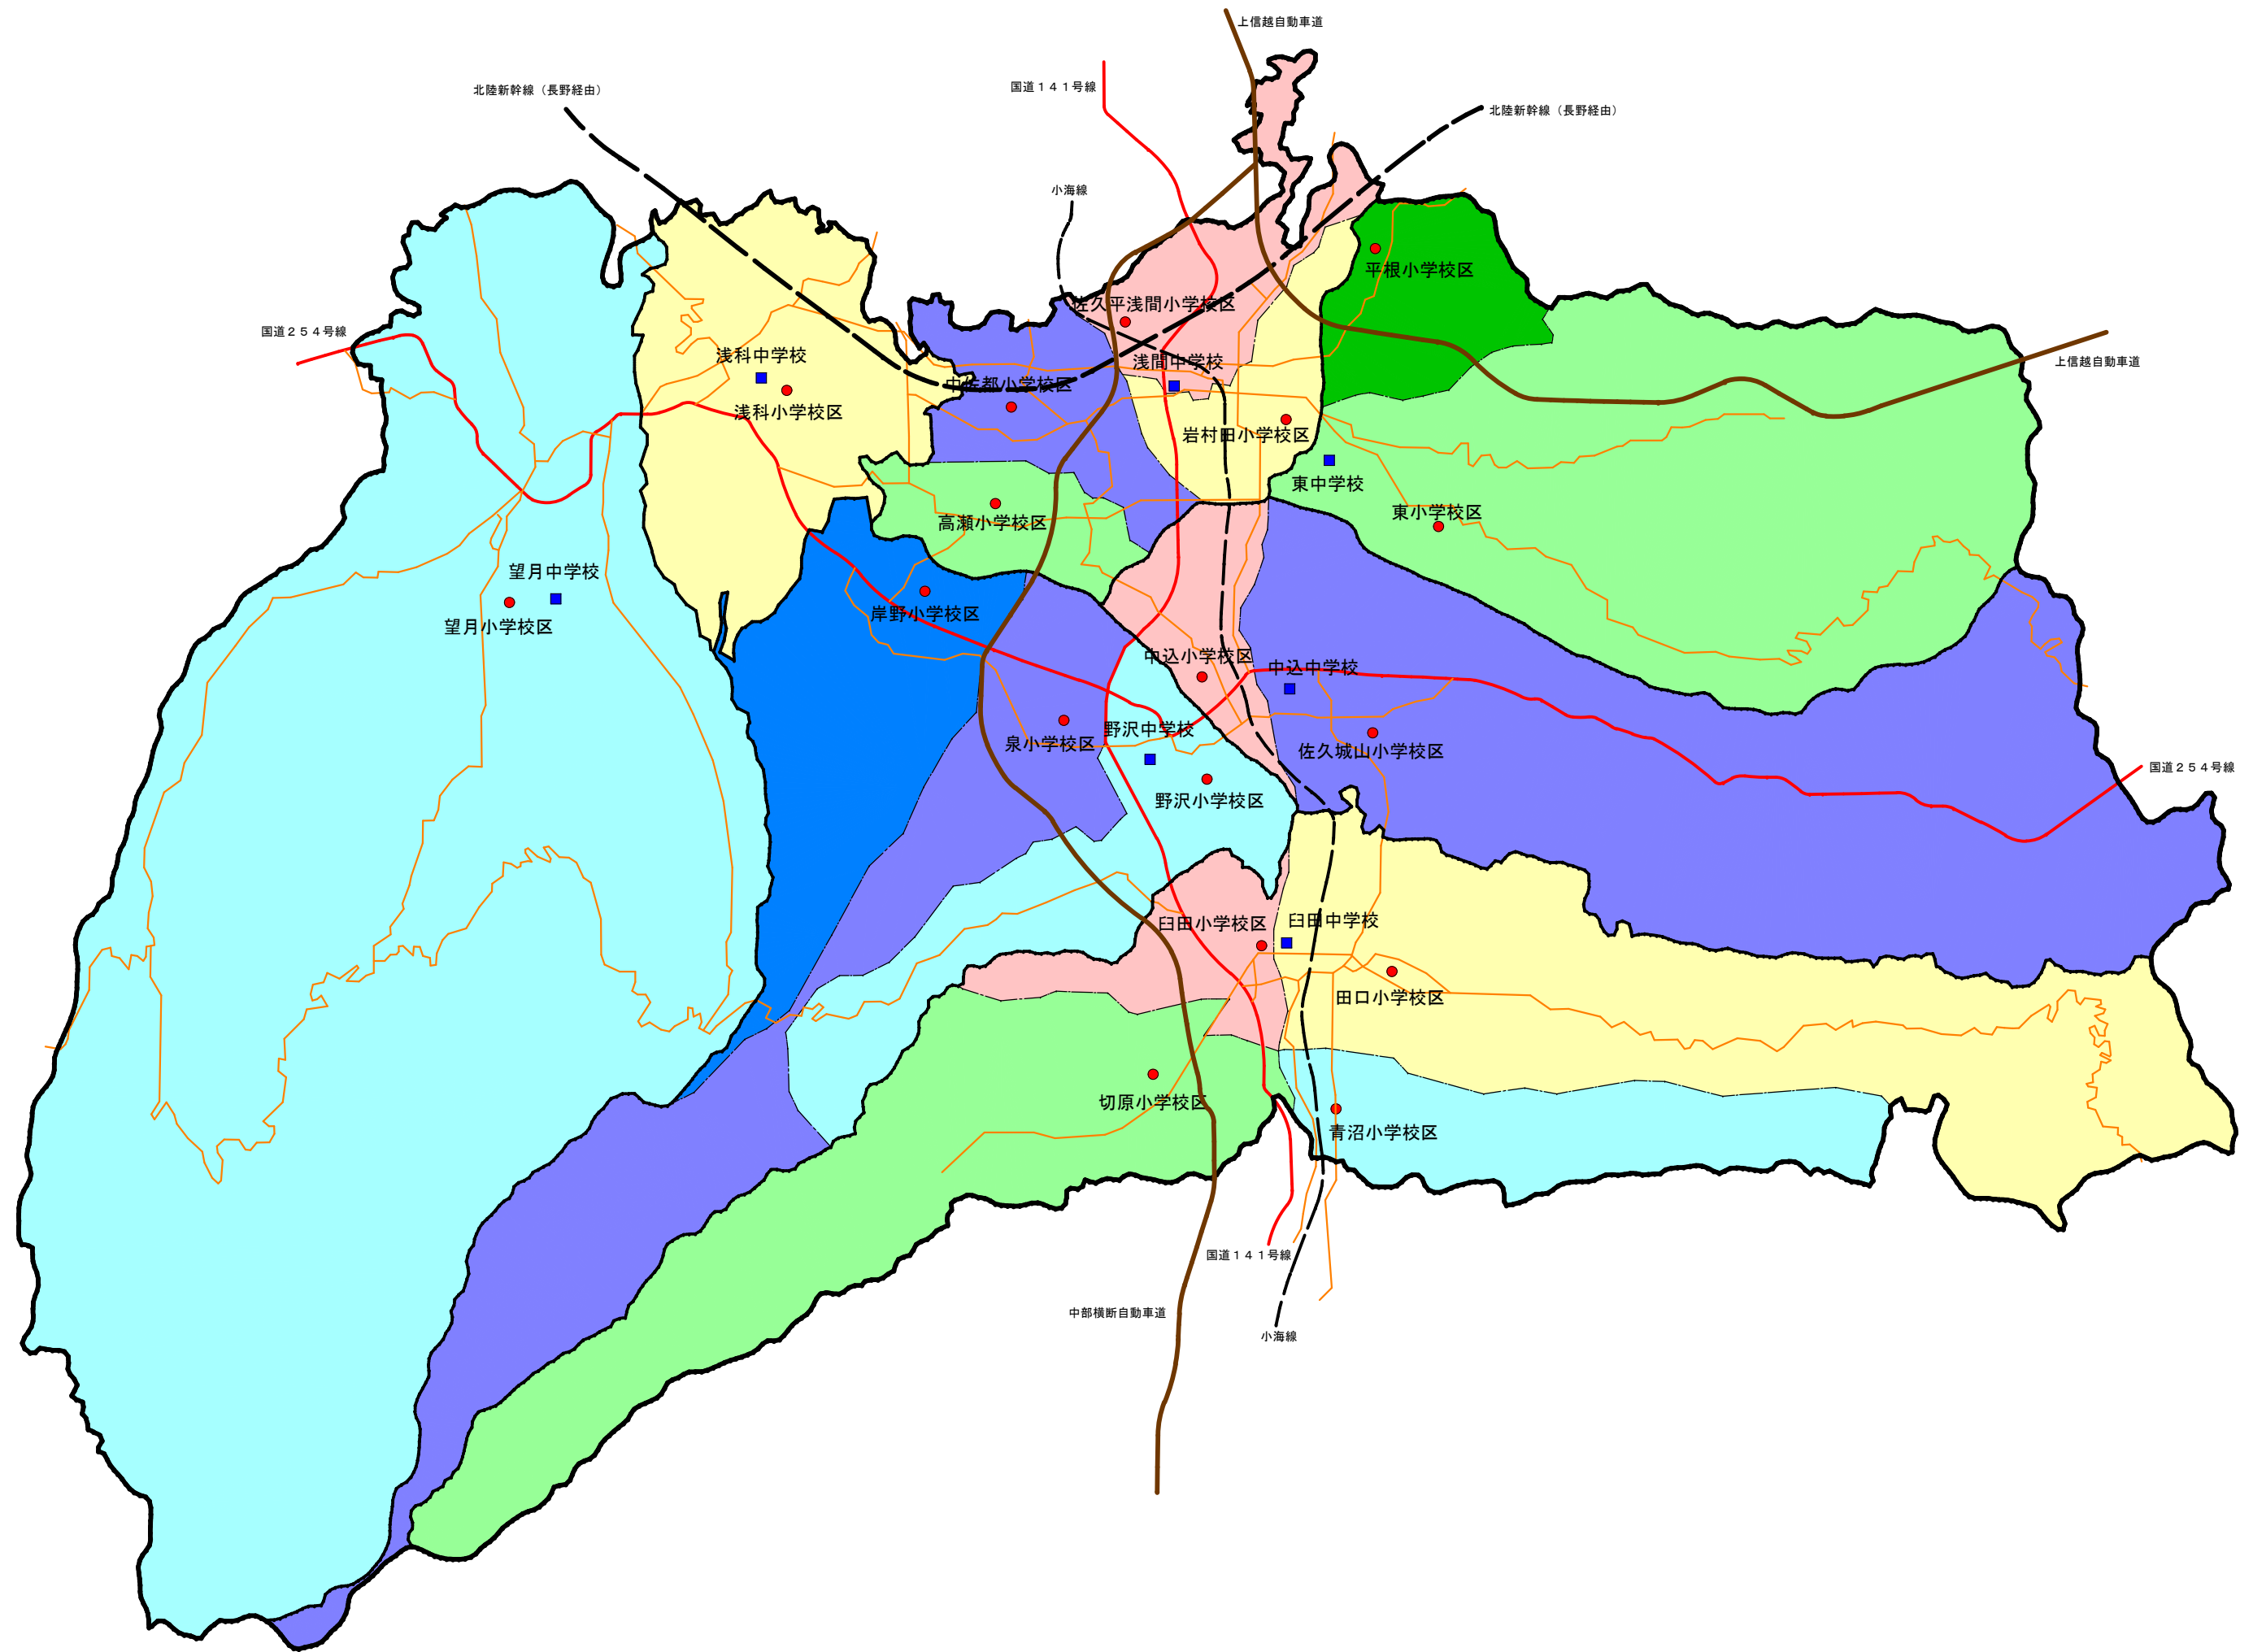 上信越自動車道
国道１４１号線
北陸新幹線（長野経由）
北陸新幹線（長野経由）
小海線
平根小学校区
佐久平浅間小学校区
国道２５４号線
浅科中学校
浅間中学校
上信越自動車道
中佐都小学校区
浅科小学校区
岩村田小学校区
東中学校
東小学校区
高瀬小学校区
望月中学校
岸野小学校区
望月小学校区
中込小学校区
中込中学校
野沢中学校
泉小学校区
佐久城山小学校区
国道２５４号線
野沢小学校区
臼田小学校区
臼田中学校
田口小学校区
切原小学校区
青沼小学校区
国道１４１号線
中部横断自動車道
小海線